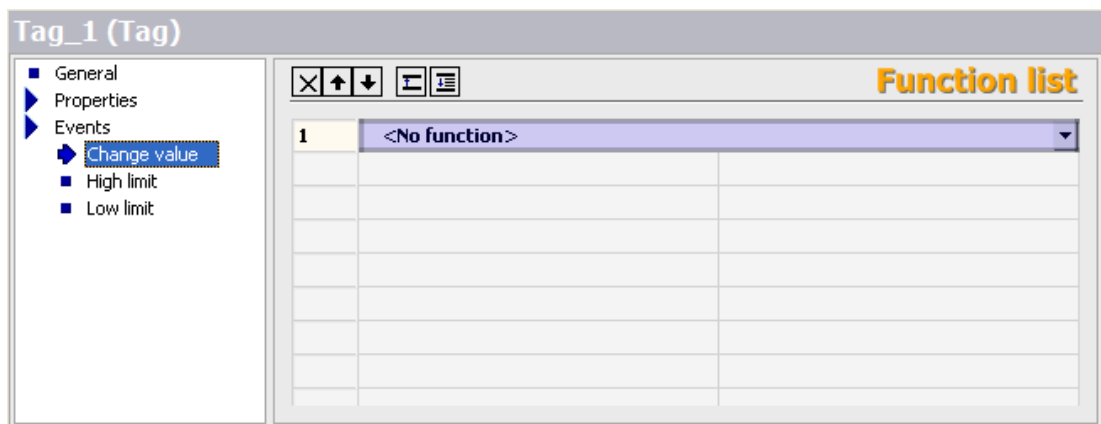 Tag_1 (Tag)
General
Properties
Events
Change value
High limit
Low limit
Function list
1 <No function>